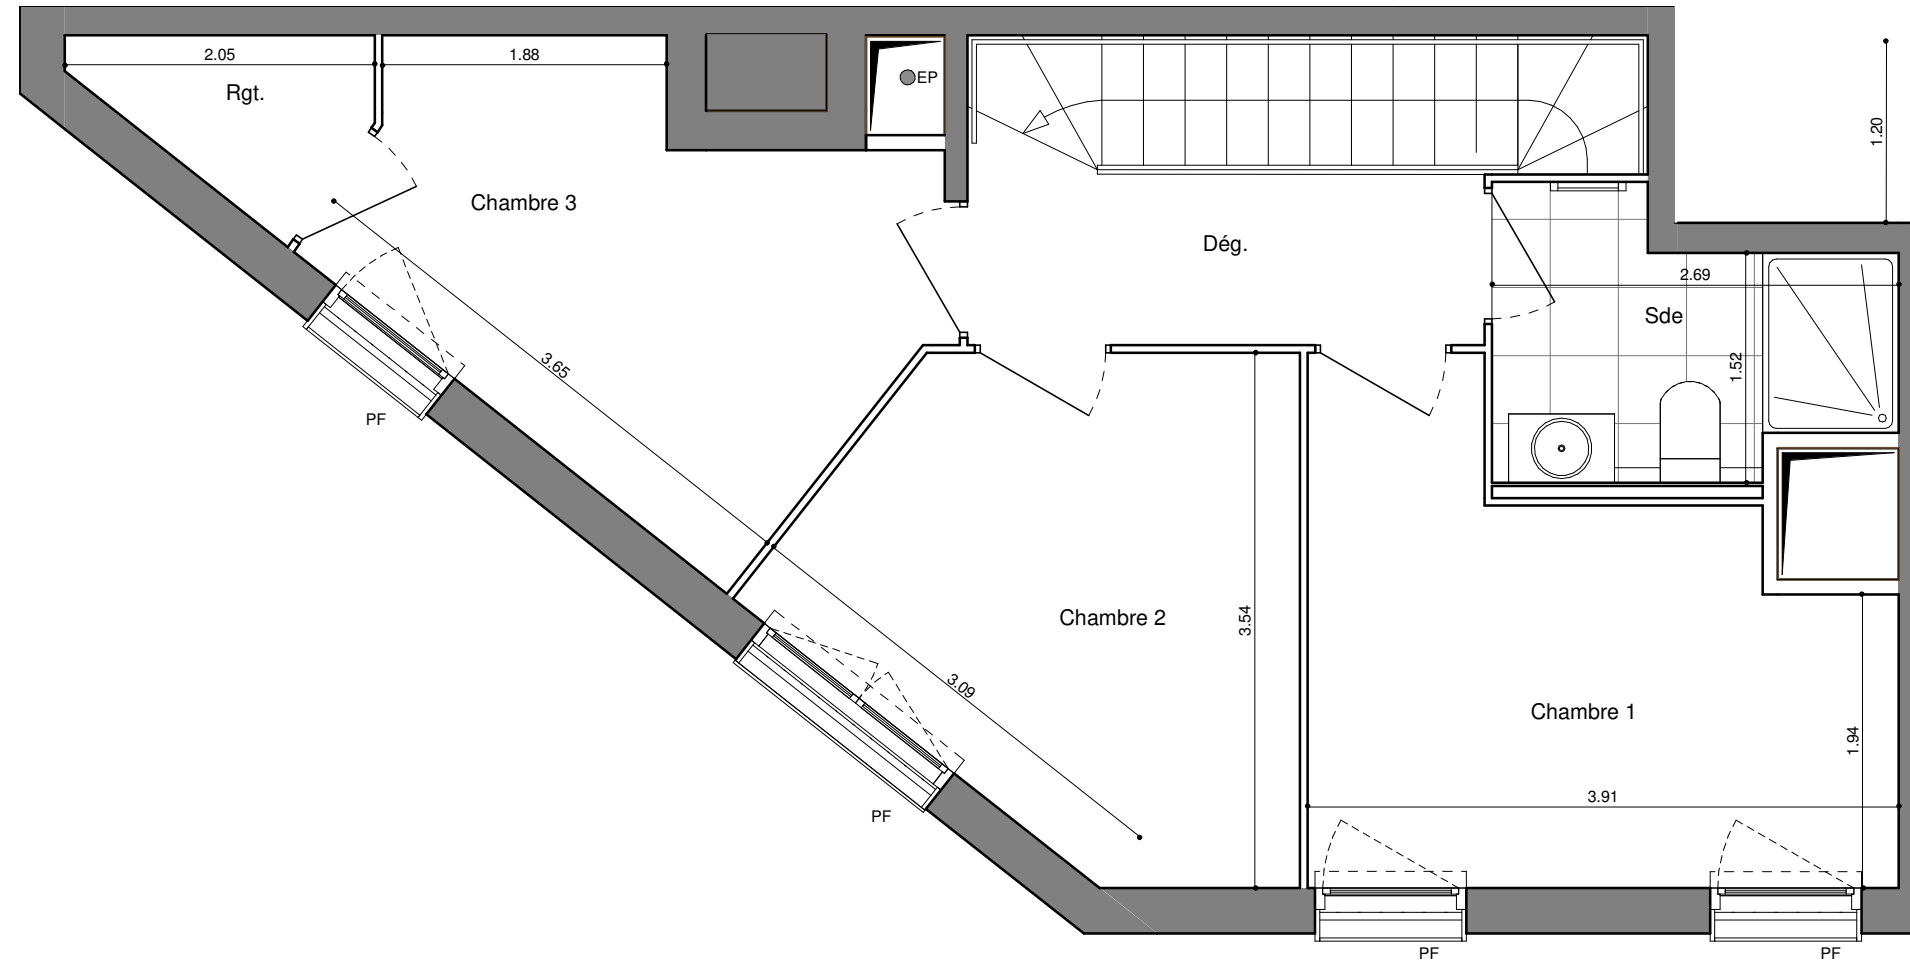 2.05
1.88
Rgt.
EP
1.20
Chambre 3
Dég.
2.69
Sde
1.52
3.65
PF
Chambre 2
3.54
3.09
Chambre 1
1.94
3.91
PF
PF
PF